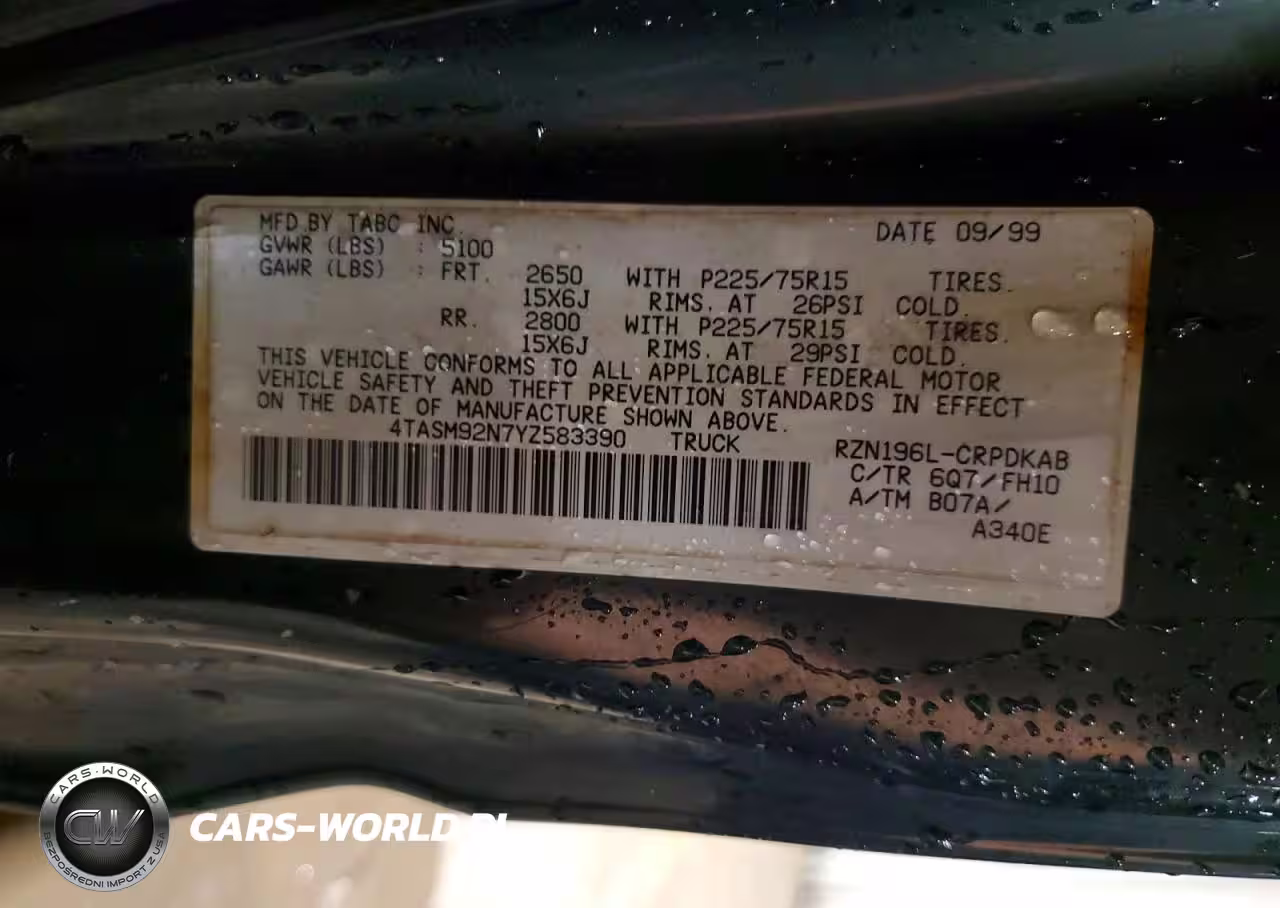 MFD.BY TABC INC. DATE 09/99
GVWR (LBS) : 5100
GAWR (LBS) : FRT. 2650 WITH P225/75R15 TIRES.
15X6J RIMS. AT 26PSI COLD.
RR. 2800 WITH P225/75R15 TIRES.
15X6J RIMS. AT 29PSI COLD.
THIS VEHICLE CONFORMS TO ALL APPLICABLE FEDERAL MOTOR
VEHICLE SAFETY AND THEFT PREVENTION STANDARDS IN EFFECT
ON THE DATE OF MANUFACTURE SHOWN ABOVE.
4TASM92N7YZ583390 TRUCK
RZN196L-CRPDKAB
C/TR 6Q7/FH10
A/TM B07A/
A340E
CARS-WORLD
CW
BEZPOŚREDNI IMPORT Z USA
CARS-WORLD.PL